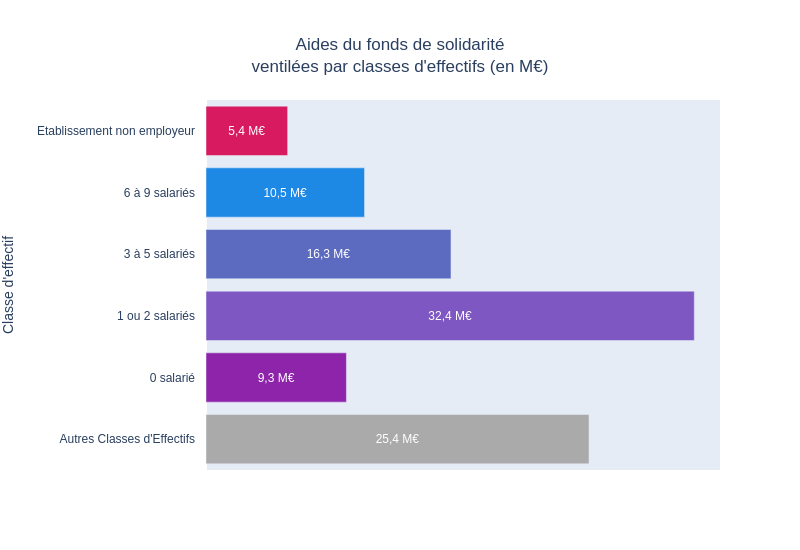 Aides du fonds de solidarité
ventilées par classes d'effectifs (en M€)
Classe d'effectif
Etablissement non employeur
5,4 M€
6 à 9 salariés
10,5 M€
3 à 5 salariés
16,3 M€
1 ou 2 salariés
32,4 M€
0 salarié
9,3 M€
Autres Classes d'Effectifs
25,4 M€